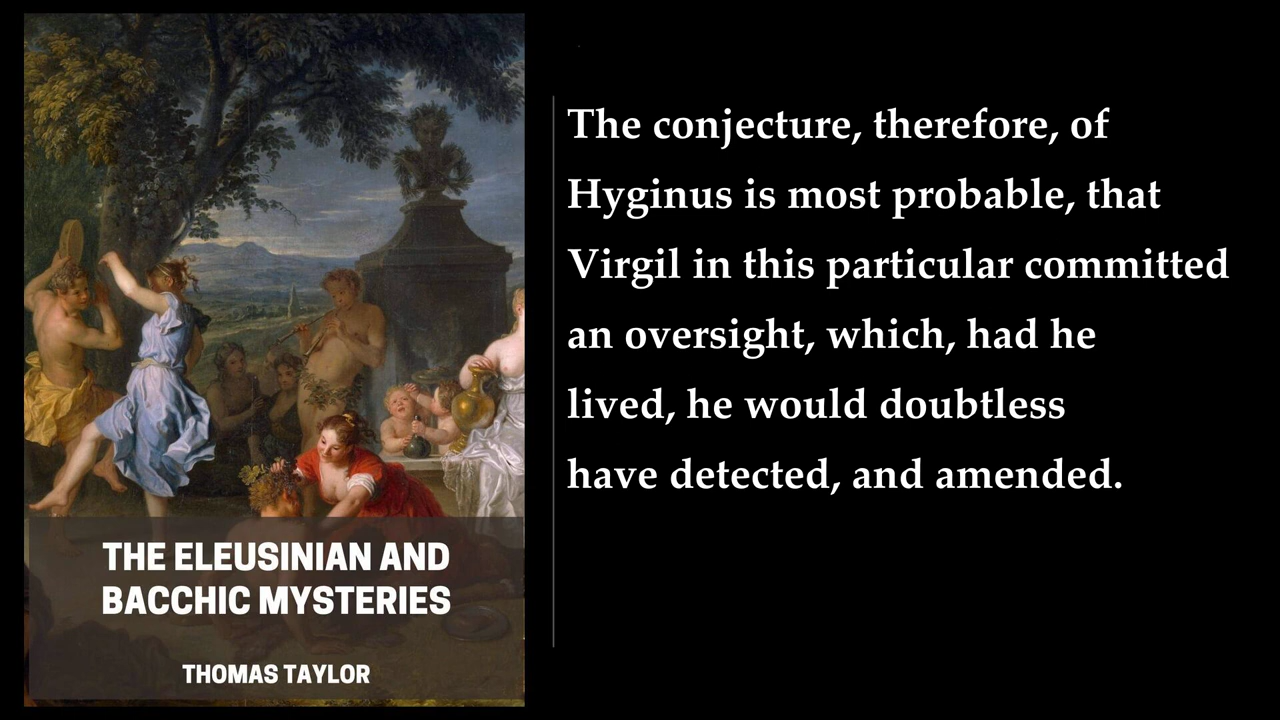 THE ELEUSINIAN AND
BACCHIC MYSTERIES
THOMAS TAYLOR
The conjecture, therefore, of
Hyginus is most probable, that
Virgil in this particular committed
an oversight, which, had he
lived, he would doubtless
have detected, and amended.